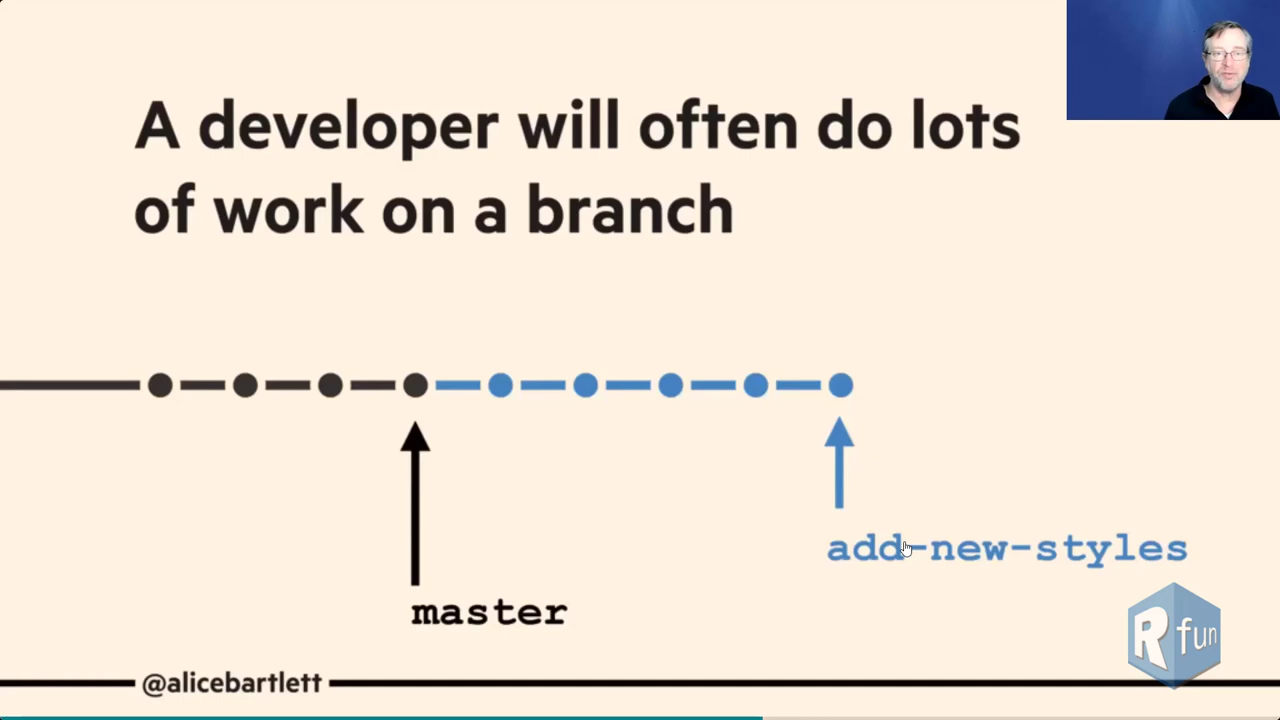 A developer will often do lots
of work on a branch
add-new-styles
master
R fun
@alicebartlett